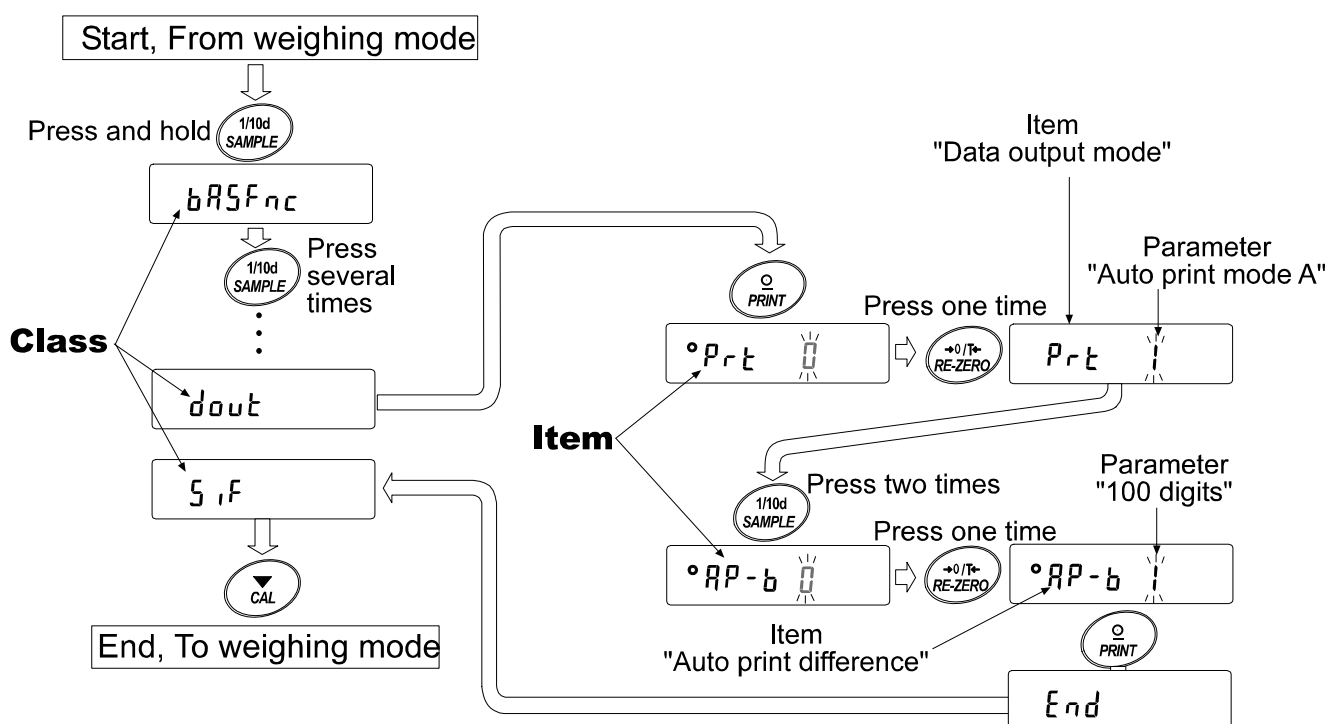 Start, From weighing mode
Press and hold
1/10d
SAMPLE
bASFnc
1/10d
SAMPLE
Press
several
times
Class
dout
S iF
CAL
End, To weighing mode
PRINT
Item
"Data output mode"
Parameter
"Auto print mode A"
Press one time
Prt 0
→0/T←
RE-ZERO
Prt 1
Item
1/10d
SAMPLE
Press two times
Parameter
"100 digits"
Press one time
AP-b 0
→0/T←
RE-ZERO
AP-b 1
Item
"Auto print difference"
PRINT
End